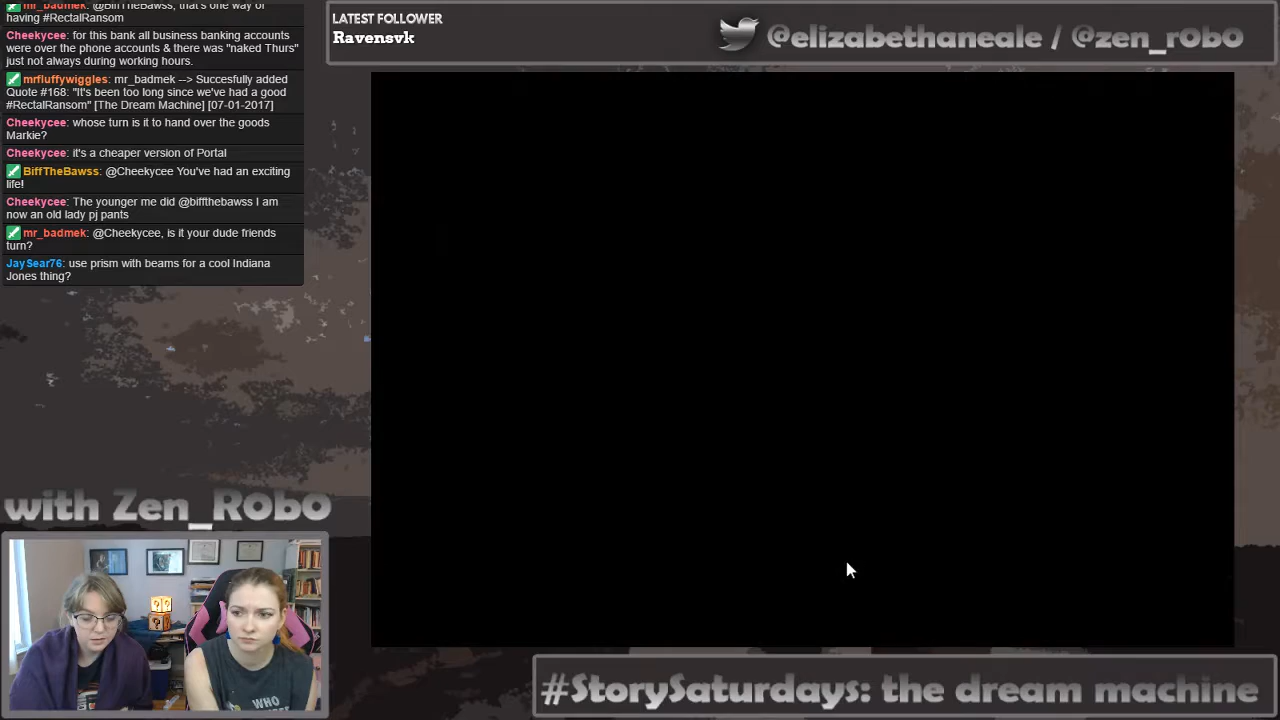 mr_badmek: @BiffTheBawss, that's one way of
having #RectalRansom
Cheekycee: for this bank all business banking accounts
were over the phone accounts & there was "naked Thurs"
just not always during working hours.
mrfluffywiggles: mr_badmek --> Succesfully added
Quote #168: "It's been too long since we've had a good
#RectalRansom" [The Dream Machine] [07-01-2017]
Cheekycee: whose turn is it to hand over the goods
Markie?
Cheekycee: it's a cheaper version of Portal
BiffTheBawss: @Cheekycee You've had an exciting
life!
Cheekycee: The younger me did @biffthebawss I am
now an old lady pj pants
mr_badmek: @Cheekycee, is it your dude friends
turn?
JaySear76: use prism with beams for a cool Indiana
Jones thing?
LATEST FOLLOWER
Ravensvk
@elizabethaneale / @zen_r0b0
with Zen_R0b0
WHO
#StorySaturdays: the dream machine